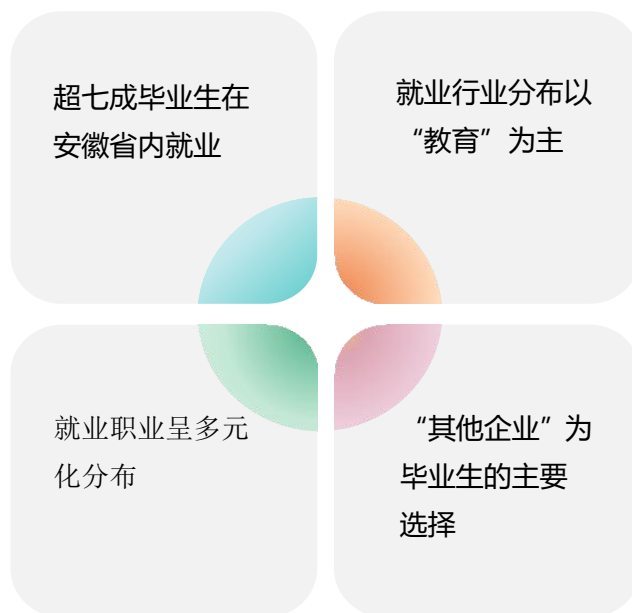 超七成毕业生在
安徽省内就业
就业行业分布以
“教育”为主
就业职业呈多元
化分布
“其他企业”为
毕业生的主要
选择